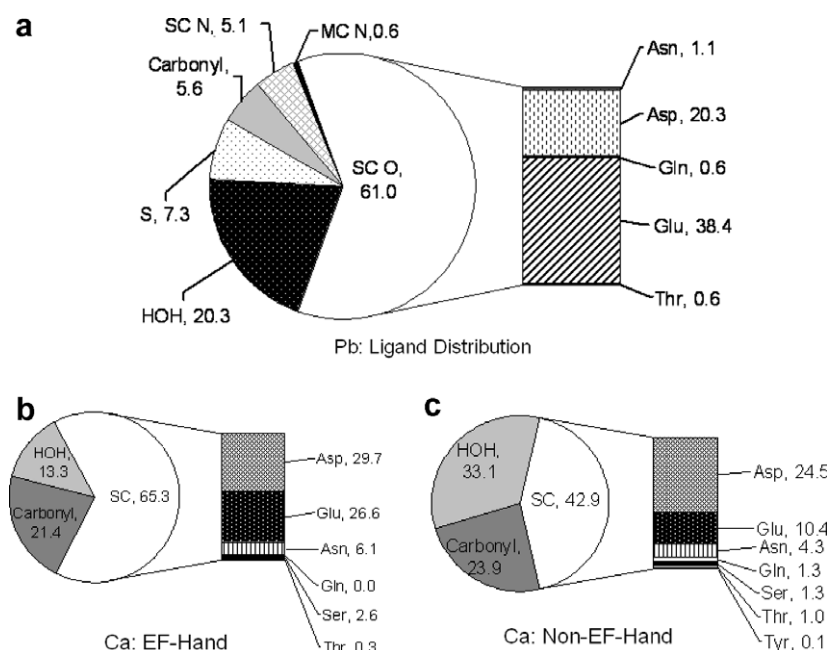 a
SC N, 5.1
MC N,0.6
Carbonyl,
5.6
S, 7.3
HOH, 20.3
SC O,
61.0
Asn, 1.1
Asp, 20.3
Gln, 0.6
Glu, 38.4
Thr, 0.6
Pb: Ligand Distribution
b
HOH,
13.3
Carbonyl,
21.4
SC, 65.3
Asp, 29.7
Glu, 26.6
Asn, 6.1
Gln, 0.0
Ser, 2.6
Thr, 0.3
Ca: EF-Hand
c
HOH,
33.1
Carbonyl,
23.9
SC, 42.9
Asp, 24.5
Glu, 10.4
Asn, 4.3
Gln, 1.3
Ser, 1.3
Thr, 1.0
Tyr, 0.1
Ca: Non-EF-Hand